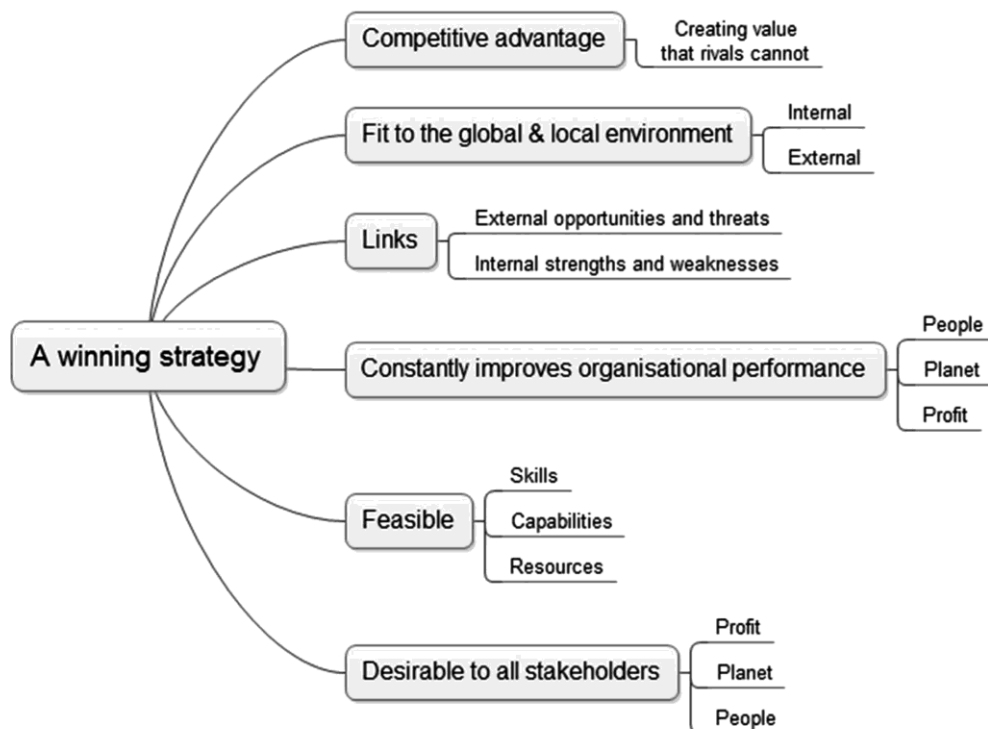 Competitive advantage
Creating value
that rivals cannot
Fit to the global & local environment
Internal
External
Links
External opportunities and threats
Internal strengths and weaknesses
A winning strategy
Constantly improves organisational performance
People
Planet
Profit
Feasible
Skills
Capabilities
Resources
Desirable to all stakeholders
Profit
Planet
People